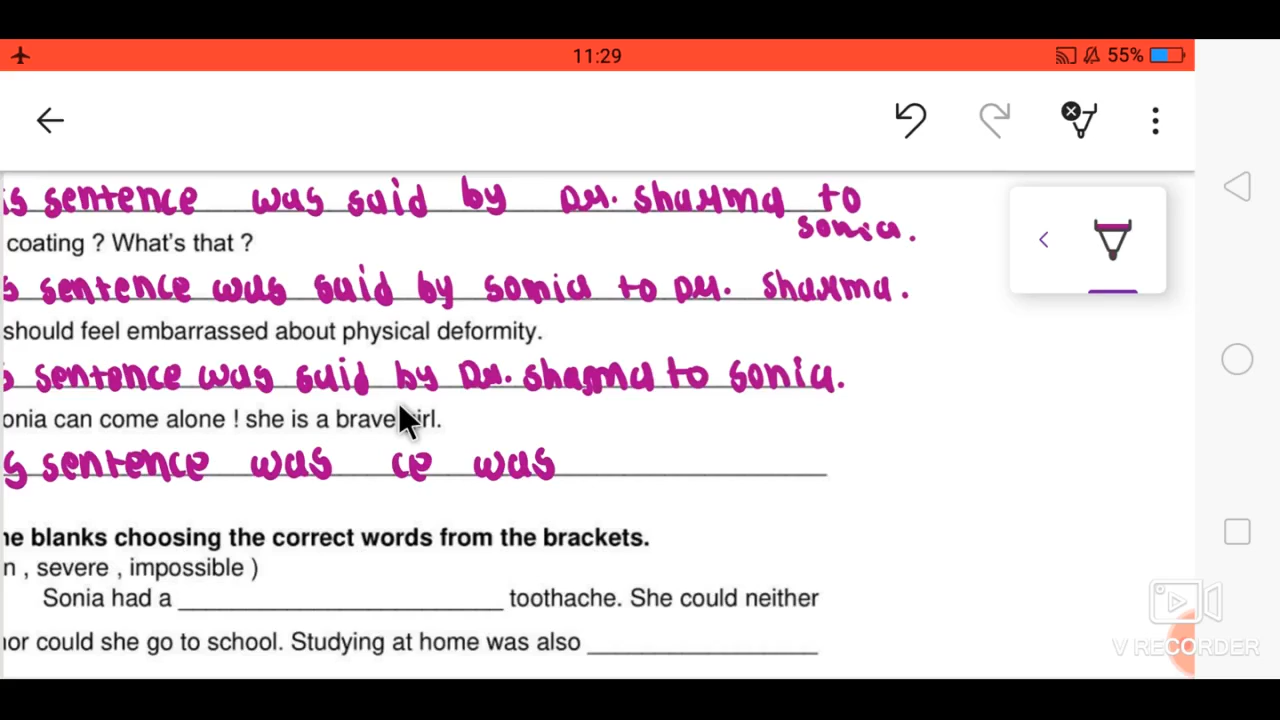 11:29
55%
is sentence was said by Dr. Sharma to
sonia.
coating ? What's that ?
s sentence was said by sonia to Dr. Sharma.
should feel embarrassed about physical deformity.
s sentence was said by Dr. Sharma to sonia.
onia can come alone ! she is a brave irl.
s sentence was ce was
ne blanks choosing the correct words from the brackets.
n , severe , impossible )
Sonia had a ____________ toothache. She could neither
nor could she go to school. Studying at home was also ____________
V RECORDER